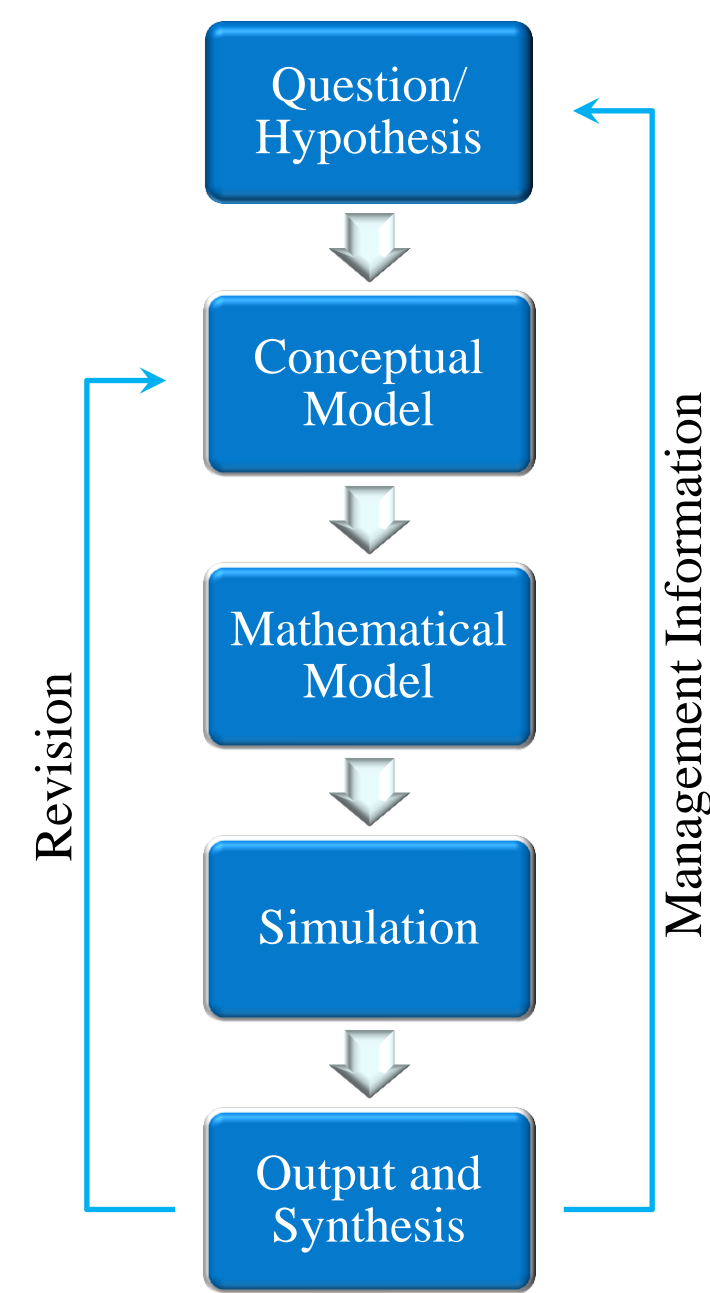 Question/
Hypothesis
Conceptual
Model
Mathematical
Model
Simulation
Output and
Synthesis
Revision
Management Information